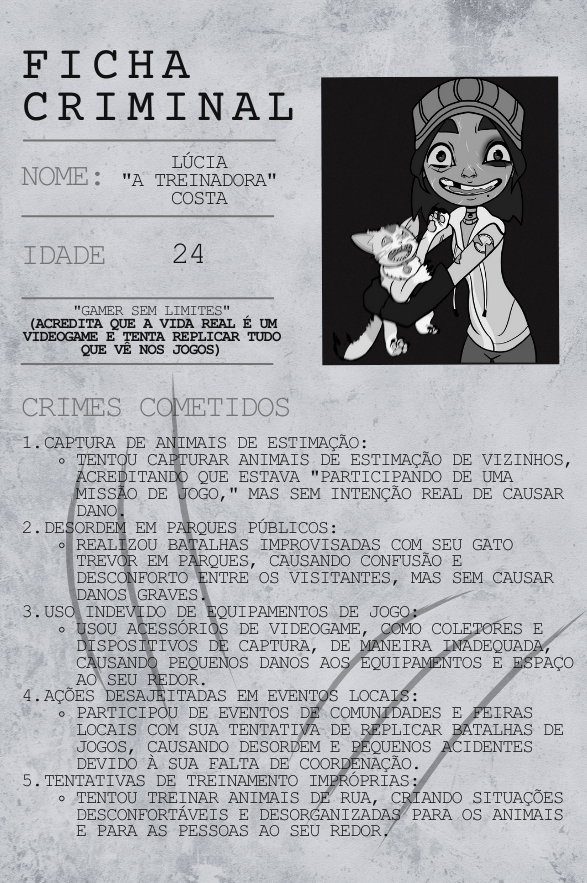 FICHA
CRIMINAL
NOME:
LÚCIA
"A TREINADORA"
COSTA
IDADE
24
"GAMER SEM LIMITES"
(ACREDITA QUE A VIDA REAL É UM
VIDEOGAME E TENTA REPLICAR TUDO
QUE VÊ NOS JOGOS)
CRIMES COMETIDOS
1.CAPTURA DE ANIMAIS DE ESTIMAÇÃO:
◦ TENTOU CAPTURAR ANIMAIS DE ESTIMAÇÃO DE VIZINHOS,
ACREDITANDO QUE ESTAVA "PARTICIPANDO DE UMA
MISSÃO DE JOGO," MAS SEM INTENÇÃO REAL DE CAUSAR
DANO.
2.DESORDEM EM PARQUES PÚBLICOS:
◦ REALIZOU BATALHAS IMPROVISADAS COM SEU GATO
TREVOR EM PARQUES, CAUSANDO CONFUSÃO E
DESCONFORTO ENTRE OS VISITANTES, MAS SEM CAUSAR
DANOS GRAVES.
3.USO INDEVIDO DE EQUIPAMENTOS DE JOGO:
◦ USOU ACESSÓRIOS DE VIDEOGAME, COMO COLETORES E
DISPOSITIVOS DE CAPTURA, DE MANEIRA INADEQUADA,
CAUSANDO PEQUENOS DANOS AOS EQUIPAMENTOS E ESPAÇO
AO SEU REDOR.
4.AÇÕES DESAJEITADAS EM EVENTOS LOCAIS:
◦ PARTICIPOU DE EVENTOS DE COMUNIDADES E FEIRAS
LOCAIS COM SUA TENTATIVA DE REPLICAR BATALHAS DE
JOGOS, CAUSANDO DESORDEM E PEQUENOS ACIDENTES
DEVIDO À SUA FALTA DE COORDENAÇÃO.
5.TENTATIVAS DE TREINAMENTO IMPRÓPRIAS:
◦ TENTOU TREINAR ANIMAIS DE RUA, CRIANDO SITUAÇÕES
DESCONFORTÁVEIS E DESORGANIZADAS PARA OS ANIMAIS
E PARA AS PESSOAS AO SEU REDOR.